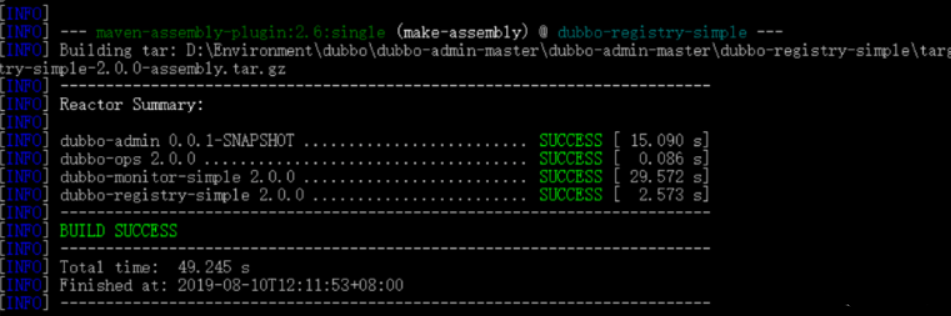 [INFO]
[INFO] --- maven-assembly-plugin:2.6:single (make-assembly) @ dubbo-registry-simple ---
[INFO] Building tar: D:\Environment\dubbo\dubbo-admin-master\dubbo-admin-master\dubbo-registry-simple\targ
try-simple-2.0.0-assembly.tar.gz
[INFO] ------------------------------------------------------------------------
[INFO] Reactor Summary:
[INFO]
[INFO] dubbo-admin 0.0.1-SNAPSHOT ......................... SUCCESS [ 15.090 s]
[INFO] dubbo-ops 2.0.0 .................................... SUCCESS [  0.086 s]
[INFO] dubbo-monitor-simple 2.0.0 ......................... SUCCESS [ 29.572 s]
[INFO] dubbo-registry-simple 2.0.0 ........................ SUCCESS [  2.573 s]
[INFO] ------------------------------------------------------------------------
[INFO] BUILD SUCCESS
[INFO] ------------------------------------------------------------------------
[INFO] Total time:  49.245 s
[INFO] Finished at: 2019-08-10T12:11:53+08:00
[INFO] ------------------------------------------------------------------------